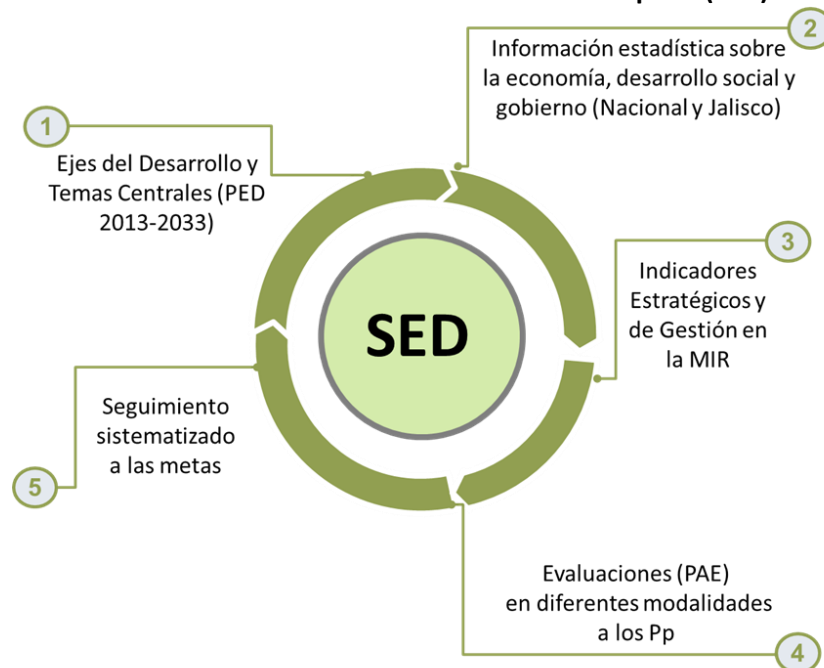 1
Ejes del Desarrollo y
Temas Centrales (PED
2013-2033)
2
Información estadística sobre
la economía, desarrollo social y
gobierno (Nacional y Jalisco)
3
Indicadores
Estratégicos y
de Gestión en
la MIR
4
Evaluaciones (PAE)
en diferentes modalidades
a los Pp
5
Seguimiento
sistematizado
a las metas
SED